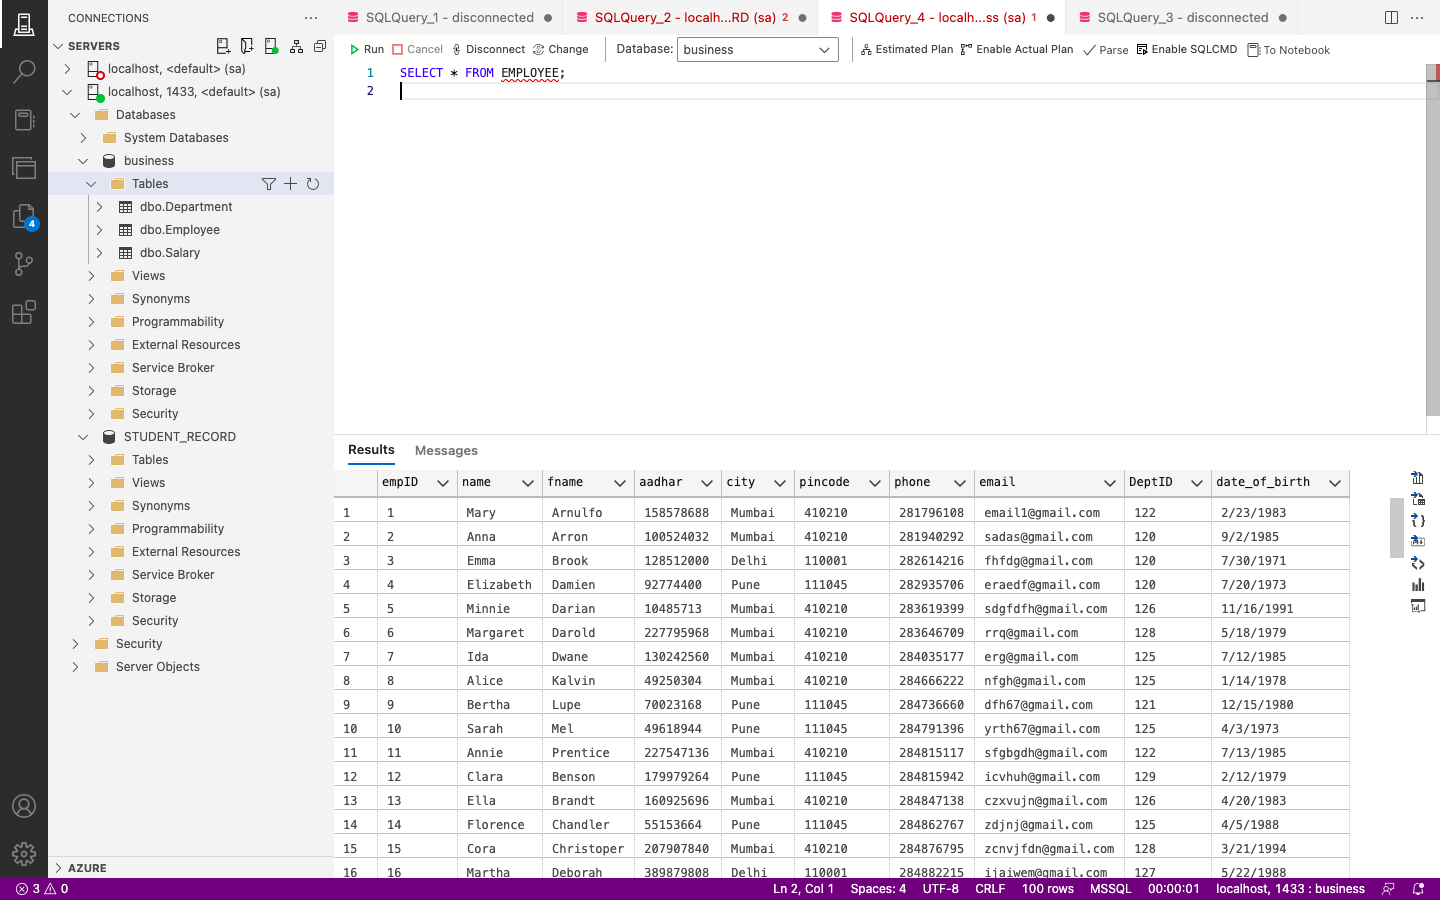 CONNECTIONS
SERVERS
localhost, <default> (sa)
localhost, 1433, <default> (sa)
Databases
System Databases
business
Tables
dbo.Department
dbo.Employee
dbo.Salary
Views
Synonyms
Programmability
External Resources
Service Broker
Storage
Security
STUDENT_RECORD
Tables
Views
Synonyms
Programmability
External Resources
Service Broker
Storage
Security
Security
Server Objects
AZURE
4
SQLQuery_1 - disconnected
SQLQuery_2 - localh...RD (sa) 2
SQLQuery_4 - localh...ss (sa) 1
SQLQuery_3 - disconnected
Run Cancel Disconnect Change Database: business Estimated Plan Enable Actual Plan Parse Enable SQLCMD To Notebook
1 SELECT * FROM EMPLOYEE;
2
Results Messages
empID name fname aadhar city pincode phone email DeptID date_of_birth
1 1 Mary Arnulfo 158578688 Mumbai 410210 281796108 email1@gmail.com 122 2/23/1983
2 2 Anna Arron 100524032 Mumbai 410210 281940292 sadas@gmail.com 120 9/2/1985
3 3 Emma Brook 128512000 Delhi 110001 282614216 fhfdg@gmail.com 120 7/30/1971
4 4 Elizabeth Damien 92774400 Pune 111045 282935706 eraedf@gmail.com 120 7/20/1973
5 5 Minnie Darian 10485713 Mumbai 410210 283619399 sdgfdfh@gmail.com 126 11/16/1991
6 6 Margaret Darold 227795968 Mumbai 410210 283646709 rrq@gmail.com 128 5/18/1979
7 7 Ida Dwane 130242560 Mumbai 410210 284035177 erg@gmail.com 125 7/12/1985
8 8 Alice Kalvin 49250304 Mumbai 410210 284666222 nfgh@gmail.com 125 1/14/1978
9 9 Bertha Lupe 70023168 Pune 111045 284736660 dfh67@gmail.com 121 12/15/1980
10 10 Sarah Mel 49618944 Pune 111045 284791396 yrth67@gmail.com 125 4/3/1973
11 11 Annie Prentice 227547136 Mumbai 410210 284815117 sfgbgdh@gmail.com 122 7/13/1985
12 12 Clara Benson 179979264 Pune 111045 284815942 icvhuh@gmail.com 129 2/12/1979
13 13 Ella Brandt 160925696 Mumbai 410210 284847138 czxvujn@gmail.com 126 4/20/1983
14 14 Florence Chandler 55153664 Pune 111045 284862767 zdjnj@gmail.com 125 4/5/1988
15 15 Cora Christoper 207907840 Mumbai 410210 284876795 zcnvjfdn@gmail.com 128 3/21/1994
16 16 Martha Deborah 389879808 Delhi 110001 284882215 ijaiwem@gmail.com 127 5/22/1988
3 0 Ln 2, Col 1 Spaces: 4 UTF-8 CRLF 100 rows MSSQL 00:00:01 localhost, 1433 : business